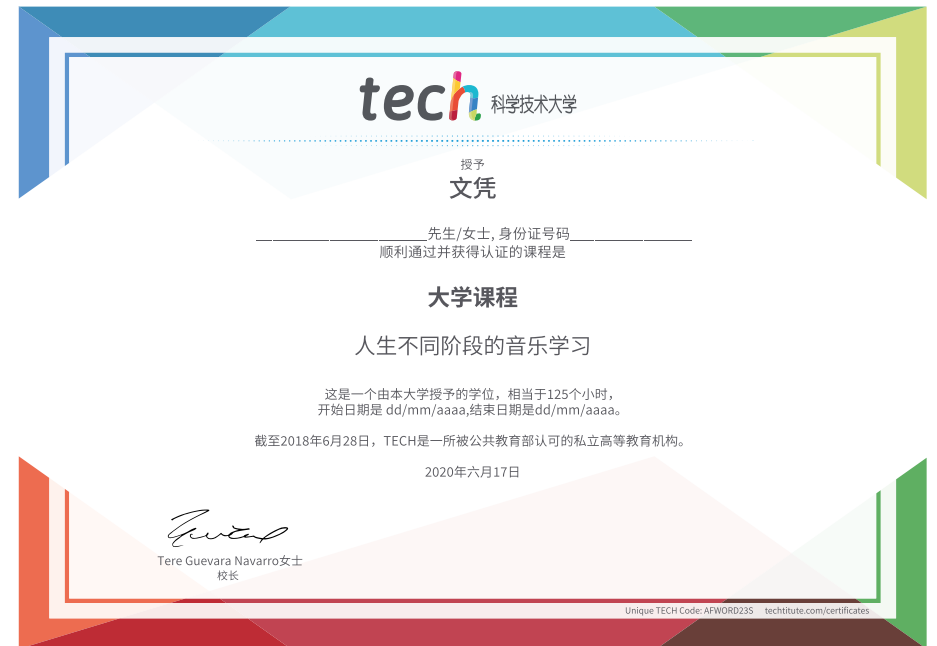 tech 科学技术大学
授予
文凭
______________________先生/女士, 身份证号码________________
顺利通过并获得认证的课程是
大学课程
人生不同阶段的音乐学习
这是一个由本大学授予的学位，相当于125个小时，
开始日期是 dd/mm/aaaa,结束日期是dd/mm/aaaa。
截至2018年6月28日，TECH是一所被公共教育部认可的私立高等教育机构。
2020年六月17日
Tere Guevara Navarro女士
校长
Unique TECH Code: AFWORD23S techtitute.com/certificates